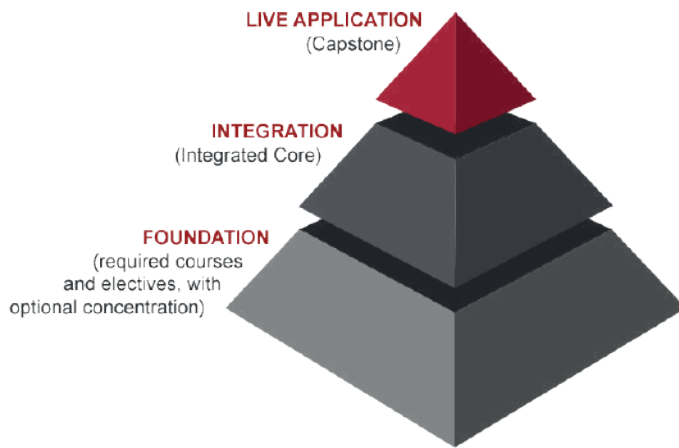 LIVE APPLICATION
(Capstone)
INTEGRATION
(Integrated Core)
FOUNDATION
(required courses
and electives, with
optional concentration)